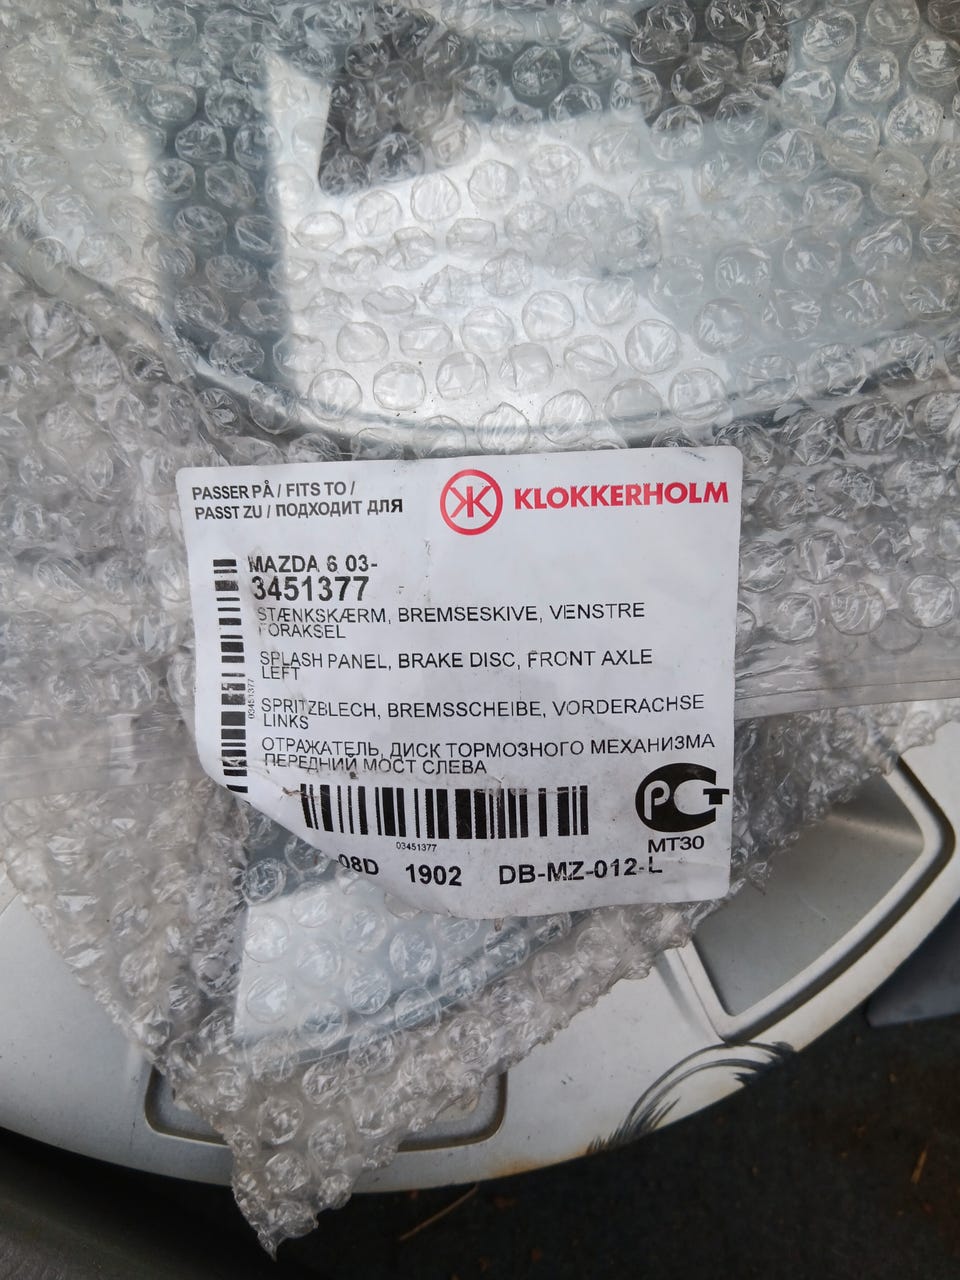 PASSER PÅ / FITS TO /
PASST ZU / ПОДХОДИТ ДЛЯ
KLOKKERHOLM
MAZDA 6 03-
3451377
STÆNKSKÆRM, BREMSESKIVE, VENSTRE
FORAKSEL
SPLASH PANEL, BRAKE DISC, FRONT AXLE
LEFT
SPRITZBLECH, BREMSSCHEIBE, VORDERACHSE
LINKS
ОТРАЖАТЕЛЬ, ДИСК ТОРМОЗНОГО МЕХАНИЗМА
ПЕРЕДНИЙ МОСТ СЛЕВА
03451377
03451377
РСТ
МТ30
08D 1902 DB-MZ-012-L